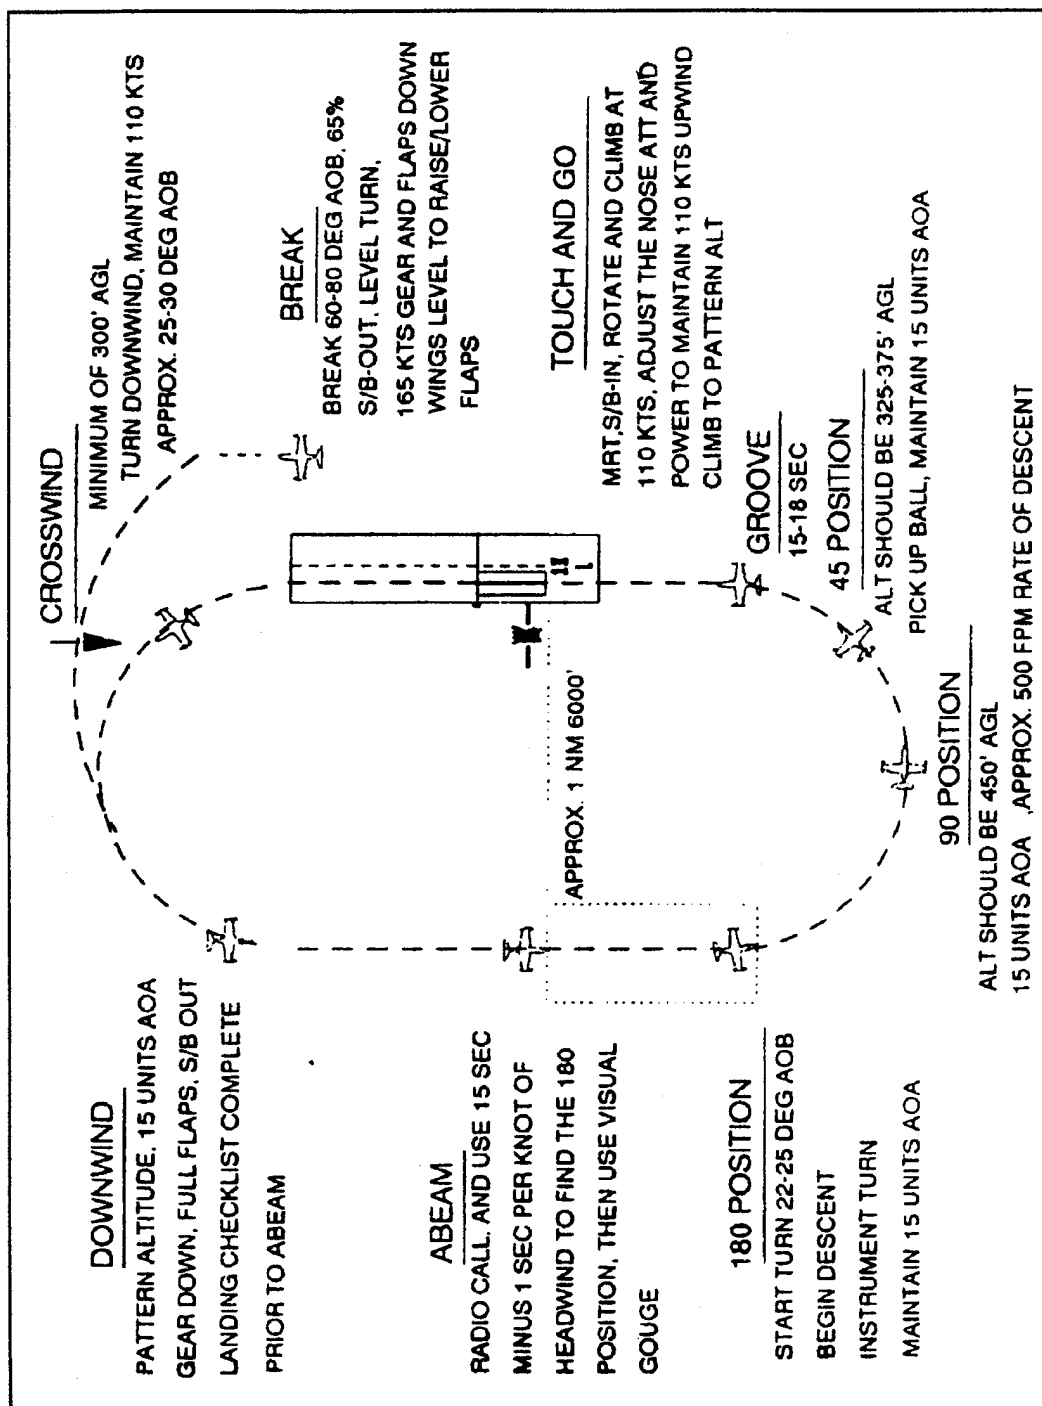 CROSSWIND
MINIMUM OF 300' AGL
TURN DOWNWIND, MAINTAIN 110 KTS
APPROX. 25-30 DEG AOB
BREAK
BREAK 60-80 DEG AOB, 65%
S/B-OUT, LEVEL TURN,
165 KTS GEAR AND FLAPS DOWN
WINGS LEVEL TO RAISE/LOWER
FLAPS
TOUCH AND GO
MRT,S/B-IN, ROTATE AND CLIMB AT
110 KTS, ADJUST THE NOSE ATT AND
POWER TO MAINTAIN 110 KTS UPWIND
CLIMB TO PATTERN ALT
GROOVE
15-18 SEC
45 POSITION
ALT SHOULD BE 325-375' AGL
PICK UP BALL, MAINTAIN 15 UNITS AOA
90 POSITION
ALT SHOULD BE 450' AGL
15 UNITS AOA ,APPROX. 500 FPM RATE OF DESCENT
APPROX. 1 NM 6000'
DOWNWIND
PATTERN ALTITUDE, 15 UNITS AOA
GEAR DOWN, FULL FLAPS, S/B OUT
LANDING CHECKLIST COMPLETE
PRIOR TO ABEAM
ABEAM
RADIO CALL, AND USE 15 SEC
MINUS 1 SEC PER KNOT OF
HEADWIND TO FIND THE 180
POSITION, THEN USE VISUAL
GOUGE
180 POSITION
START TURN 22-25 DEG AOB
BEGIN DESCENT
INSTRUMENT TURN
MAINTAIN 15 UNITS AOA